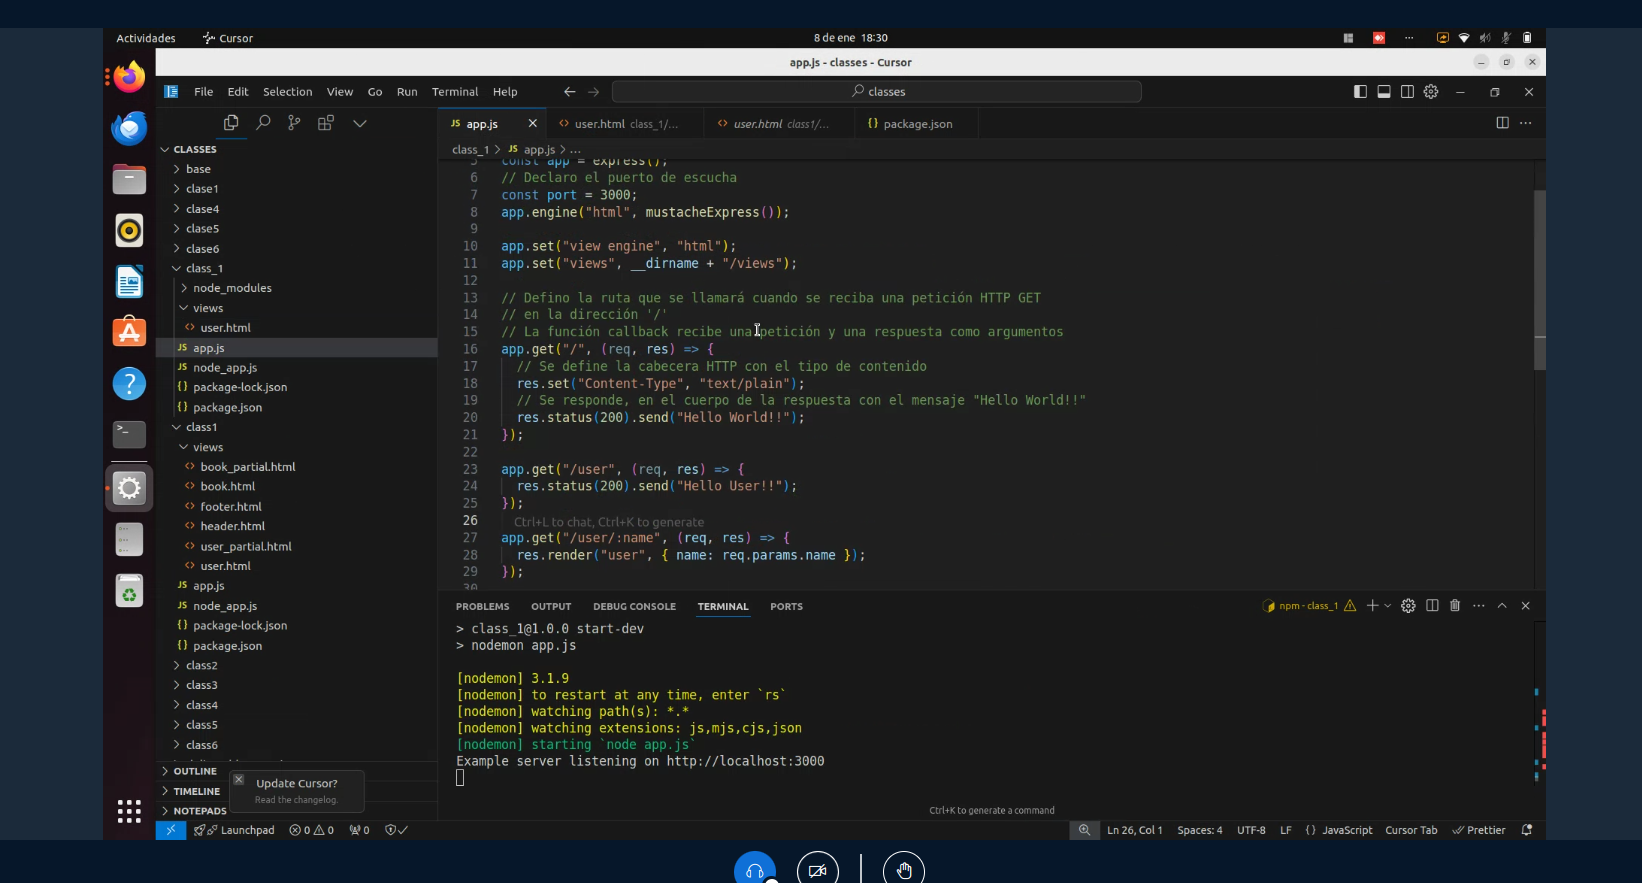 Actividades
Cursor
8 de ene 18:30
app.js - classes - Cursor
File Edit Selection View Go Run Terminal Help
classes
CLASSES
base
clase1
clase4
clase5
clase6
class_1
node_modules
views
user.html
app.js
node_app.js
package-lock.json
package.json
class1
views
book_partial.html
book.html
footer.html
header.html
user_partial.html
user.html
app.js
node_app.js
package-lock.json
package.json
class2
class3
class4
class5
class6
OUTLINE
TIMELINE
NOTEPADS
Update Cursor?
Read the changelog.
JS app.js
user.html class_1/...
user.html class1/...
{} package.json
class_1 > JS app.js > ...
5 const app = express();
6 // Declaro el puerto de escucha
7 const port = 3000;
8 app.engine("html", mustacheExpress());
9
10 app.set("view engine", "html");
11 app.set("views", __dirname + "/views");
12
13 // Defino la ruta que se llamará cuando se reciba una petición HTTP GET
14 // en la dirección '/'
15 // La función callback recibe una petición y una respuesta como argumentos
16 app.get("/", (req, res) => {
17 // Se define la cabecera HTTP con el tipo de contenido
18 res.set("Content-Type", "text/plain");
19 // Se responde, en el cuerpo de la respuesta con el mensaje "Hello World!!"
20 res.status(200).send("Hello World!!");
21 });
22
23 app.get("/user", (req, res) => {
24 res.status(200).send("Hello User!!");
25 });
26 Ctrl+L to chat, Ctrl+K to generate
27 app.get("/user/:name", (req, res) => {
28 res.render("user", { name: req.params.name });
29 });
30
PROBLEMS OUTPUT DEBUG CONSOLE TERMINAL PORTS
npm - class_1
> class_1@1.0.0 start-dev
> nodemon app.js
[nodemon] 3.1.9
[nodemon] to restart at any time, enter `rs`
[nodemon] watching path(s): *.*
[nodemon] watching extensions: js,mjs,cjs,json
[nodemon] starting `node app.js`
Example server listening on http://localhost:3000
Ctrl+K to generate a command
Launchpad 0 0 0
Ln 26, Col 1 Spaces: 4 UTF-8 LF {} JavaScript Cursor Tab Prettier